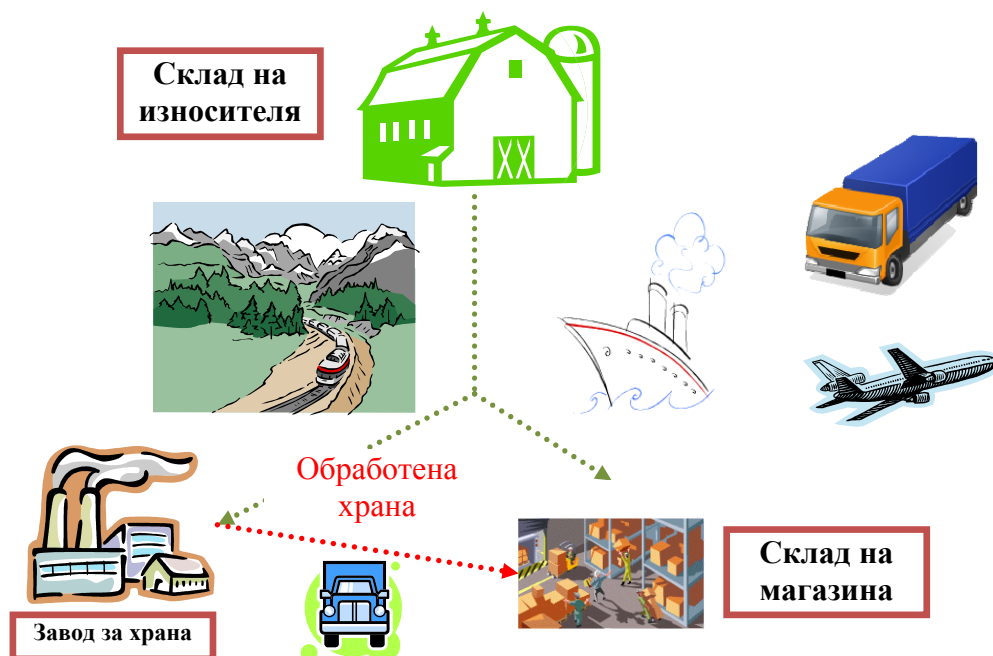 Склад на
износителя
Обработена
храна
Склад на
магазина
Завод за храна